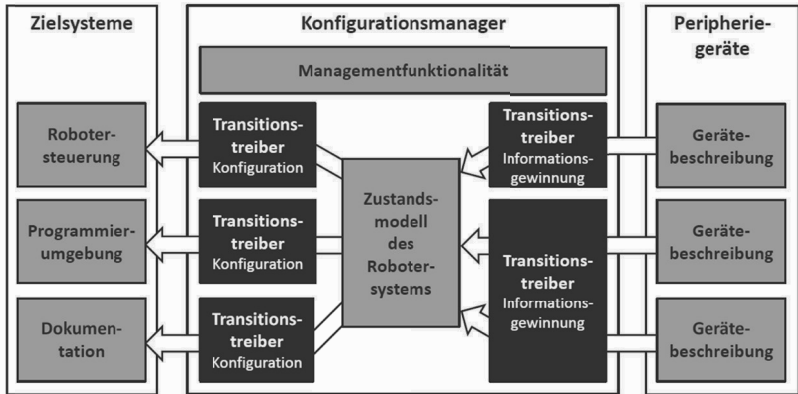 Zielsysteme
Roboter-
steuerung
Programmier-
umgebung
Dokumen-
tation
Konfigurationsmanager
Managementfunktionalität
Transitions-
treiber
Konfiguration
Transitions-
treiber
Konfiguration
Transitions-
treiber
Konfiguration
Zustands-
modell
des
Roboter-
systems
Transitions-
treiber
Informations-
gewinnung
Transitions-
treiber
Informations-
gewinnung
Peripherie-
geräte
Geräte-
beschreibung
Geräte-
beschreibung
Geräte-
beschreibung